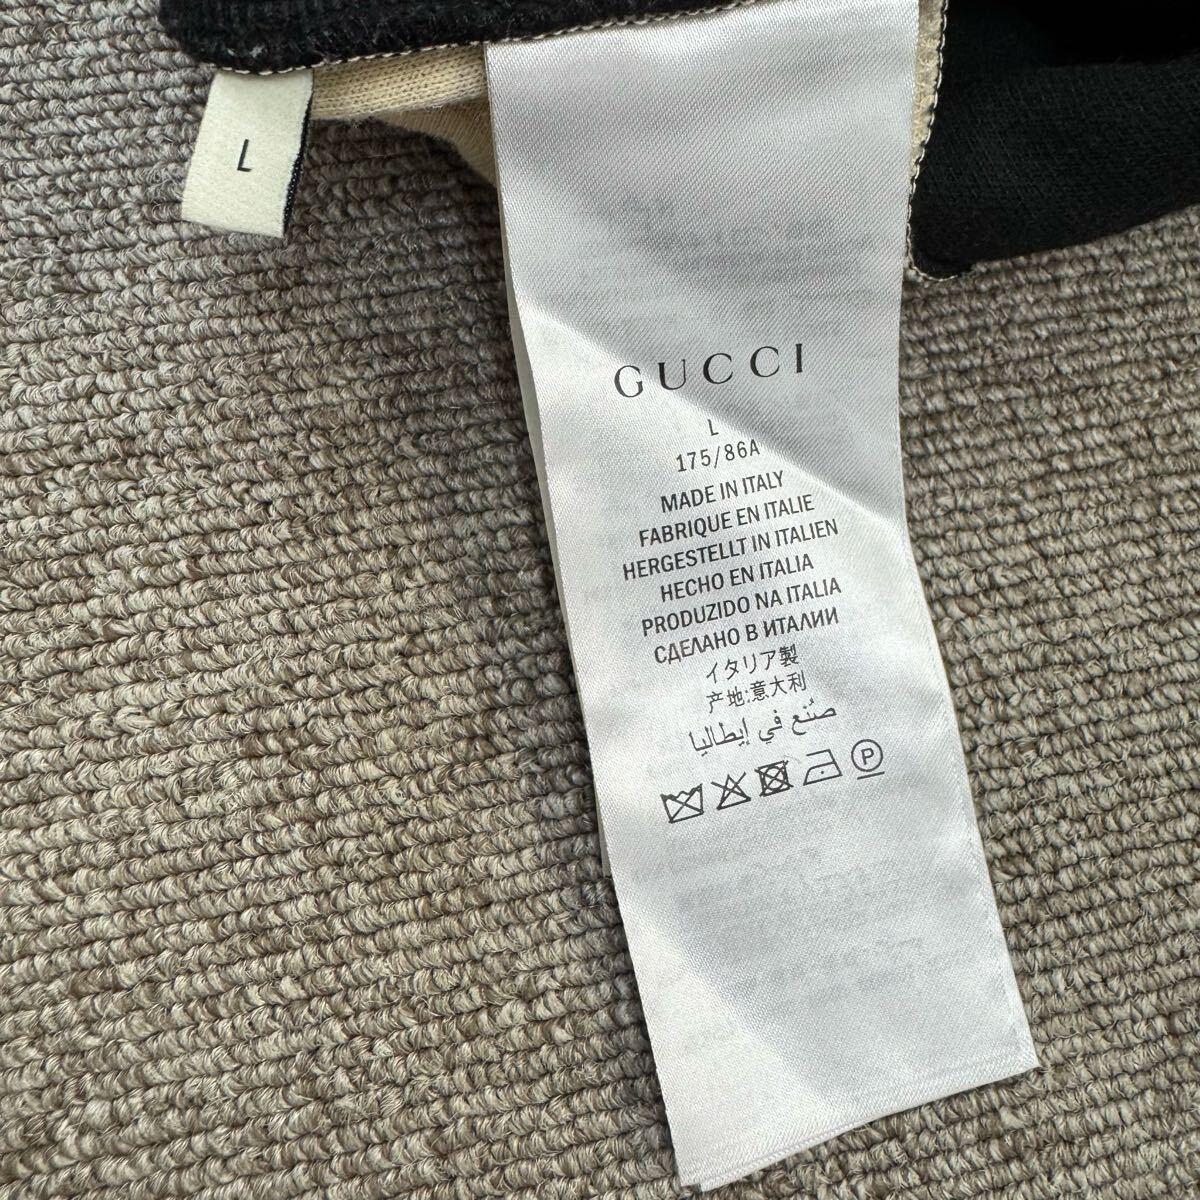 L
GUCCI
L
175/86A
MADE IN ITALY
FABRIQUE EN ITALIE
HERGESTELLT IN ITALIEN
HECHO EN ITALIA
PRODUZIDO NA ITALIA
СДЕЛАНО В ИТАЛИИ
イタリア製
产地:意大利
صُنع في إيطاليا
P